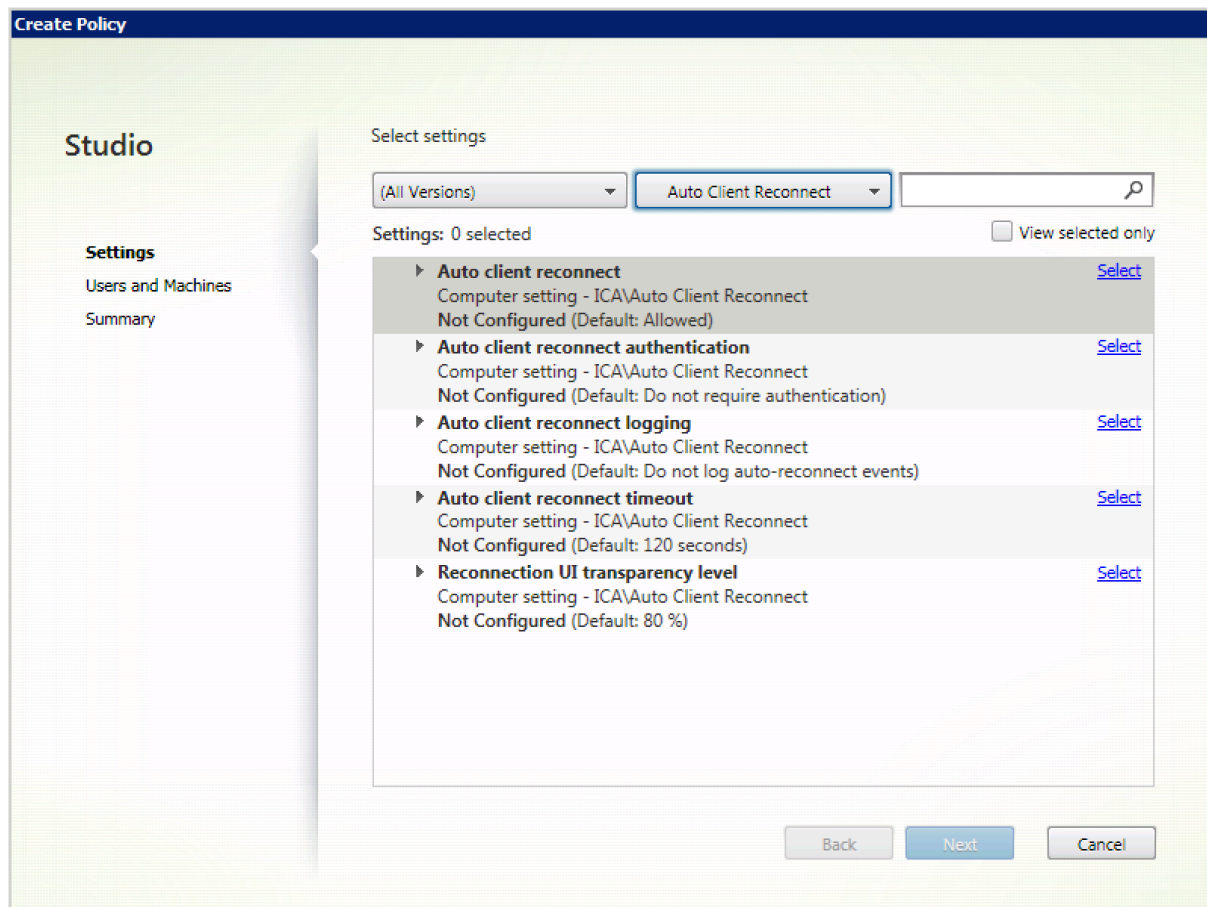 Create Policy
Studio
Settings
Users and Machines
Summary
Select settings
(All Versions)
Auto Client Reconnect
Settings: 0 selected
View selected only
Auto client reconnect
Select
Computer setting - ICA\Auto Client Reconnect
Not Configured (Default: Allowed)
Auto client reconnect authentication
Select
Computer setting - ICA\Auto Client Reconnect
Not Configured (Default: Do not require authentication)
Auto client reconnect logging
Select
Computer setting - ICA\Auto Client Reconnect
Not Configured (Default: Do not log auto-reconnect events)
Auto client reconnect timeout
Select
Computer setting - ICA\Auto Client Reconnect
Not Configured (Default: 120 seconds)
Reconnection UI transparency level
Select
Computer setting - ICA\Auto Client Reconnect
Not Configured (Default: 80 %)
Back
Next
Cancel